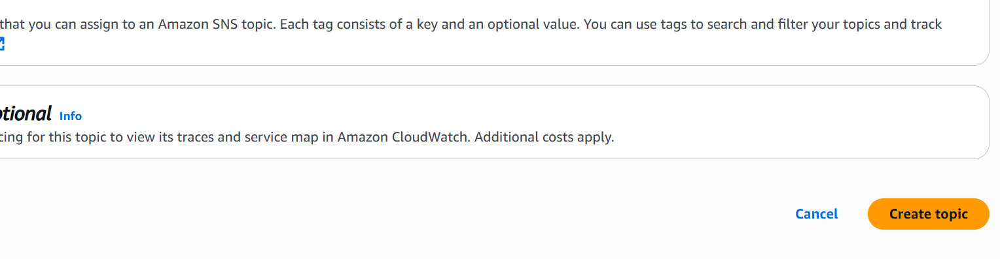 that you can assign to an Amazon SNS topic. Each tag consists of a key and an optional value. You can use tags to search and filter your topics and track
ptional Info
cing for this topic to view its traces and service map in Amazon CloudWatch. Additional costs apply.
Cancel Create topic